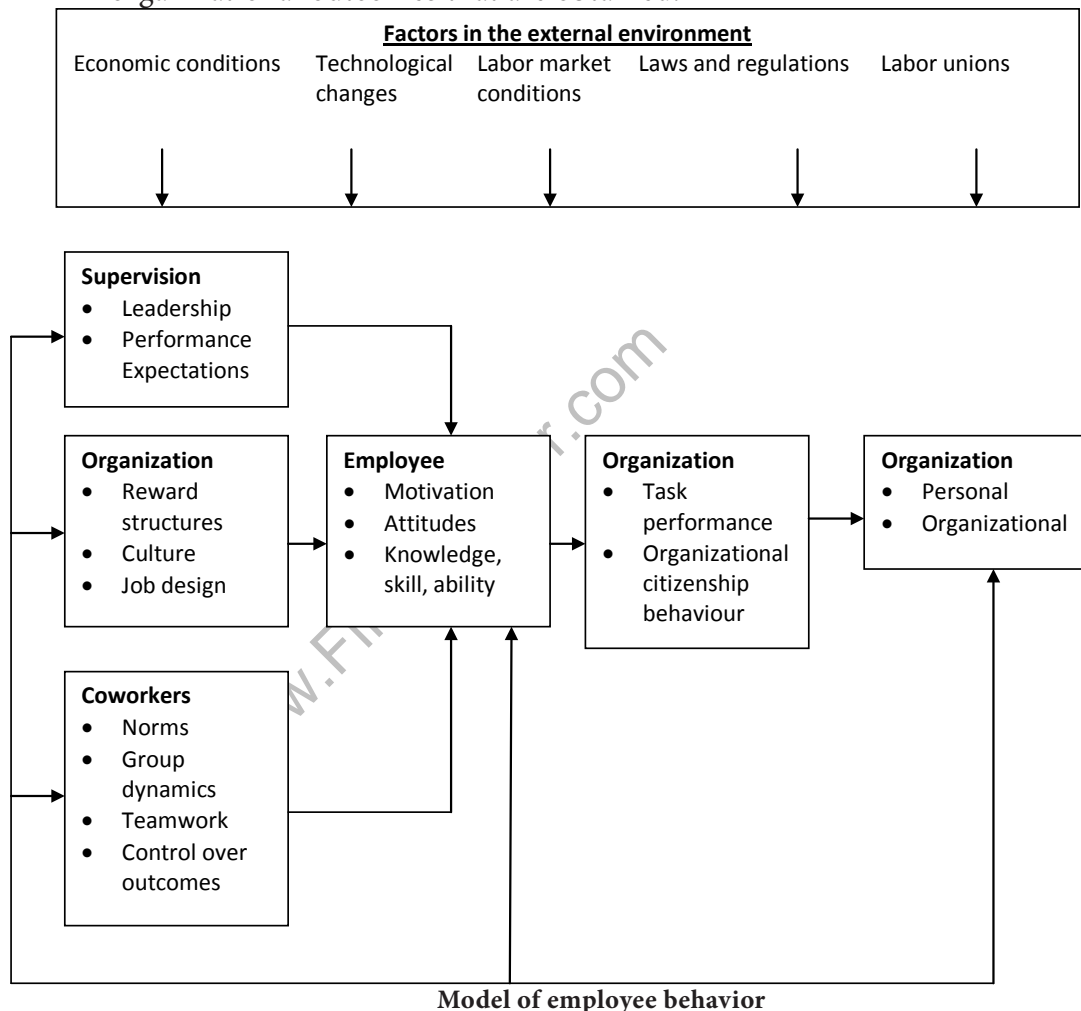 Factors in the external environment
Economic conditions Technological changes Labor market conditions Laws and regulations Labor unions
Supervision
• Leadership
• Performance
Expectations
Organization
• Reward
structures
• Culture
• Job design
Employee
• Motivation
• Attitudes
• Knowledge,
skill, ability
Organization
• Task
performance
• Organizational
citizenship
behaviour
Organization
• Personal
• Organizational
Coworkers
• Norms
• Group
dynamics
• Teamwork
• Control over
outcomes
Model of employee behavior